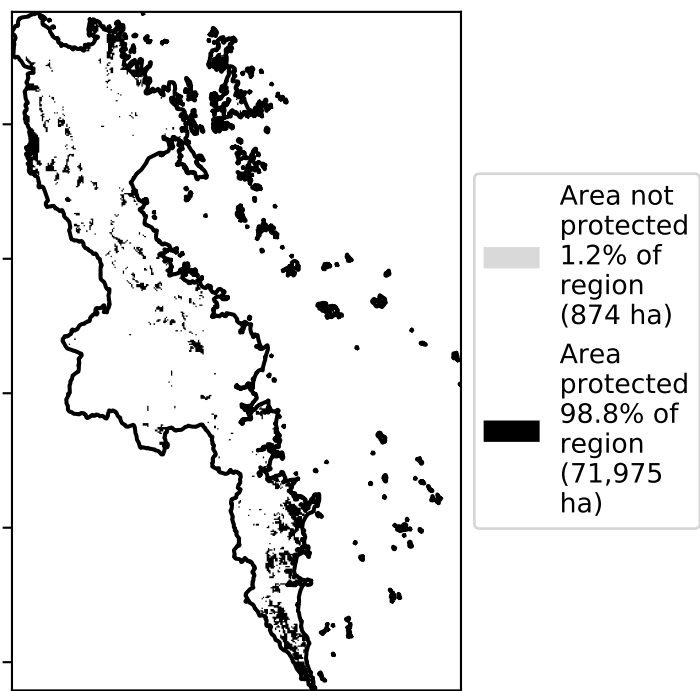 Area not
protected
1.2% of
region
(874 ha)
Area
protected
98.8% of
region
(71,975
ha)